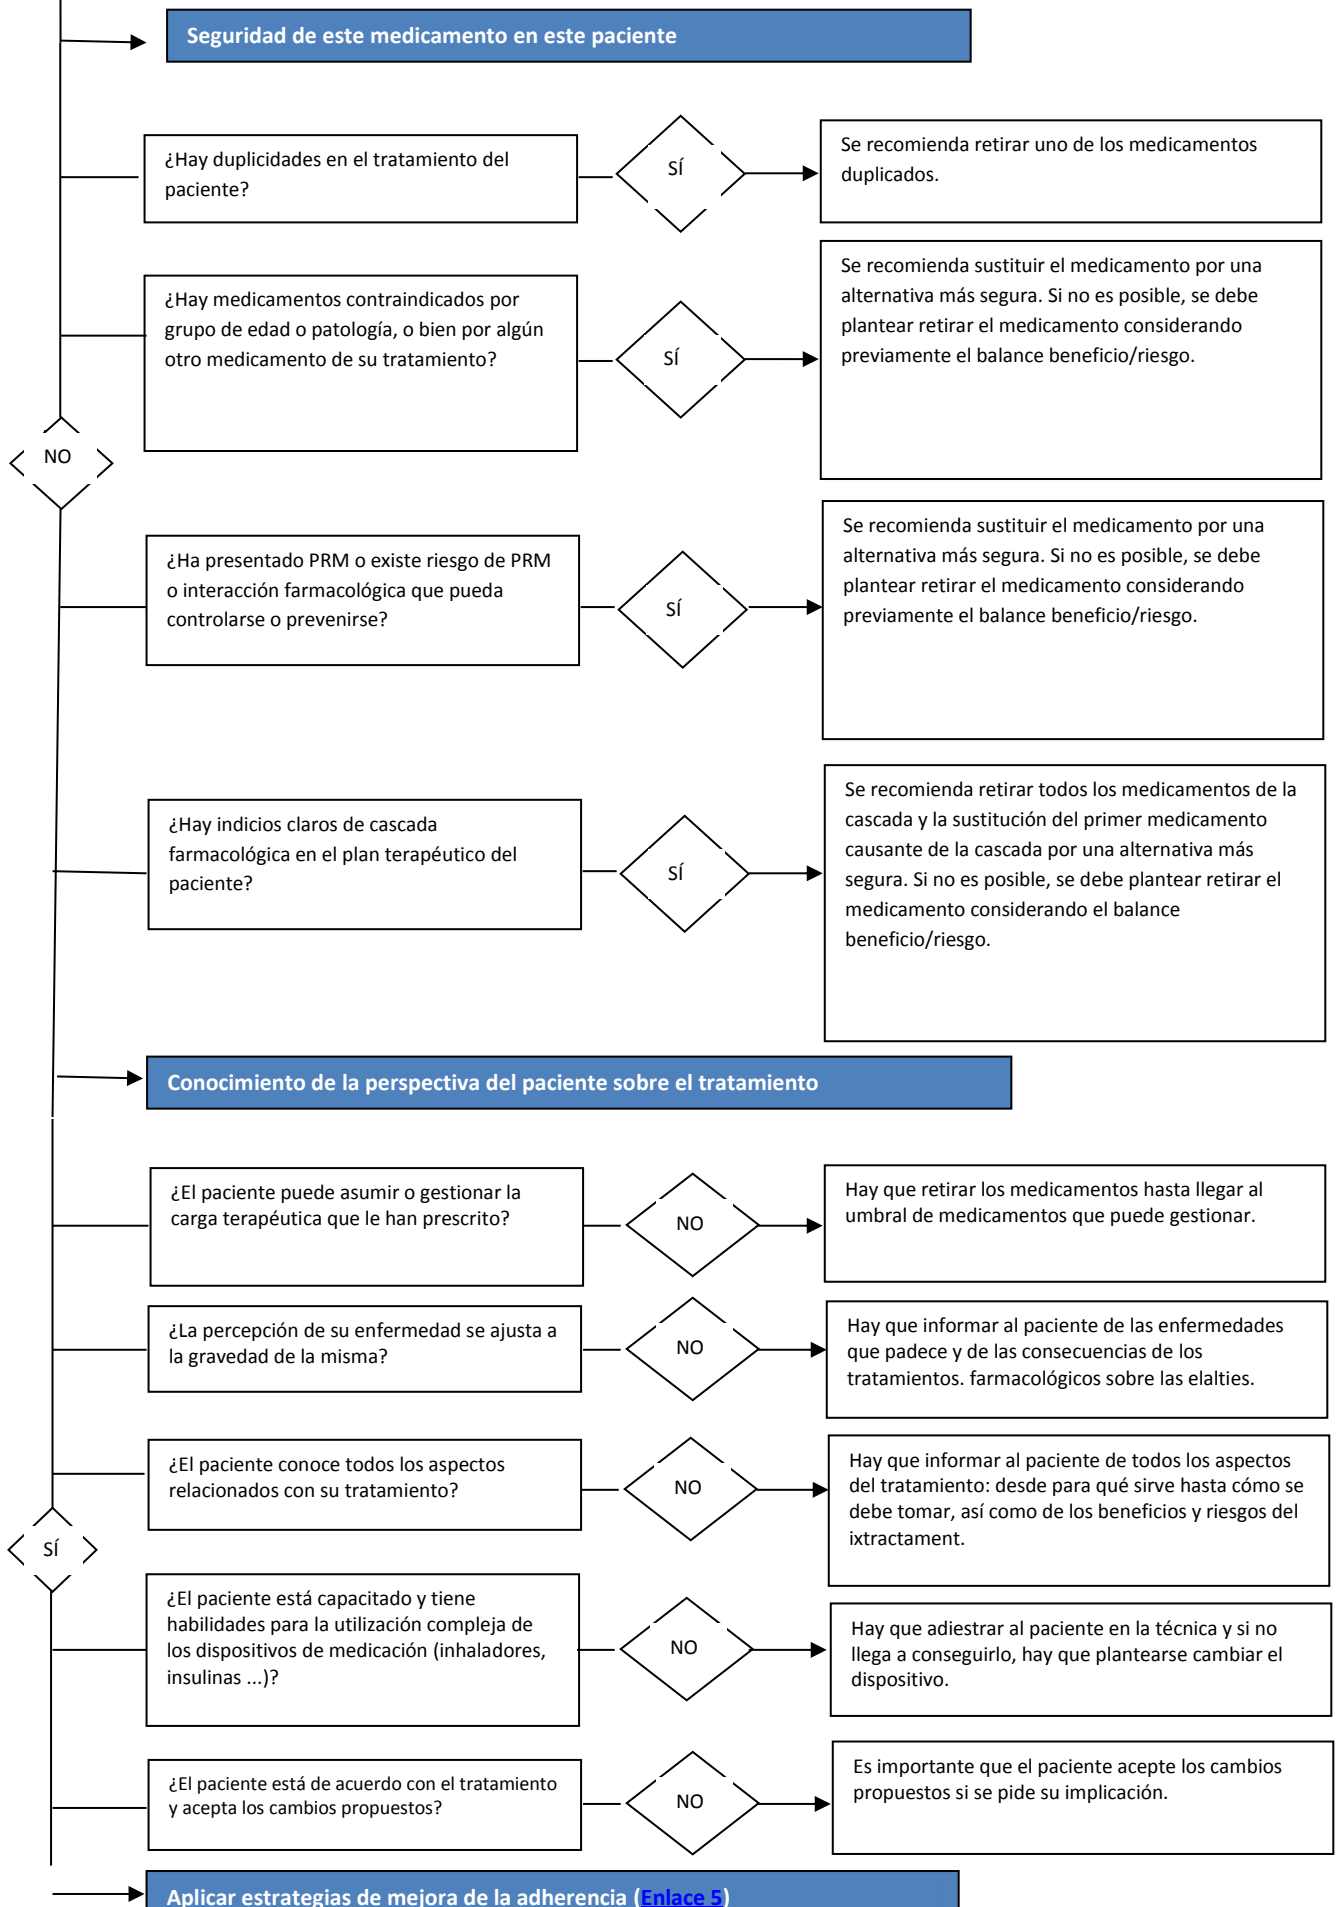 Seguridad de este medicamento en este paciente
¿Hay duplicidades en el tratamiento del
paciente?
SÍ
Se recomienda retirar uno de los medicamentos
duplicados.
¿Hay medicamentos contraindicados por
grupo de edad o patología, o bien por algún
otro medicamento de su tratamiento?
SÍ
Se recomienda sustituir el medicamento por una
alternativa más segura. Si no es posible, se debe
plantear retirar el medicamento considerando
previamente el balance beneficio/riesgo.
NO
¿Ha presentado PRM o existe riesgo de PRM
o interacción farmacológica que pueda
controlarse o prevenirse?
SÍ
Se recomienda sustituir el medicamento por una
alternativa más segura. Si no es posible, se debe
plantear retirar el medicamento considerando
previamente el balance beneficio/riesgo.
¿Hay indicios claros de cascada
farmacológica en el plan terapéutico del
paciente?
SÍ
Se recomienda retirar todos los medicamentos de la
cascada y la sustitución del primer medicamento
causante de la cascada por una alternativa más
segura. Si no es posible, se debe plantear retirar el
medicamento considerando el balance
beneficio/riesgo.
Conocimiento de la perspectiva del paciente sobre el tratamiento
¿El paciente puede asumir o gestionar la
carga terapéutica que le han prescrito?
NO
Hay que retirar los medicamentos hasta llegar al
umbral de medicamentos que puede gestionar.
¿La percepción de su enfermedad se ajusta a
la gravedad de la misma?
NO
Hay que informar al paciente de las enfermedades
que padece y de las consecuencias de los
tratamientos. farmacológicos sobre las elalties.
¿El paciente conoce todos los aspectos
relacionados con su tratamiento?
NO
Hay que informar al paciente de todos los aspectos
del tratamiento: desde para qué sirve hasta cómo se
debe tomar, así como de los beneficios y riesgos del
ixtractament.
SÍ
¿El paciente está capacitado y tiene
habilidades para la utilización compleja de
los dispositivos de medicación (inhaladores,
insulinas ...)?
NO
Hay que adiestrar al paciente en la técnica y si no
llega a conseguirlo, hay que plantearse cambiar el
dispositivo.
¿El paciente está de acuerdo con el tratamiento
y acepta los cambios propuestos?
NO
Es importante que el paciente acepte los cambios
propuestos si se pide su implicación.
Aplicar estrategias de mejora de la adherencia (Enlace 5)